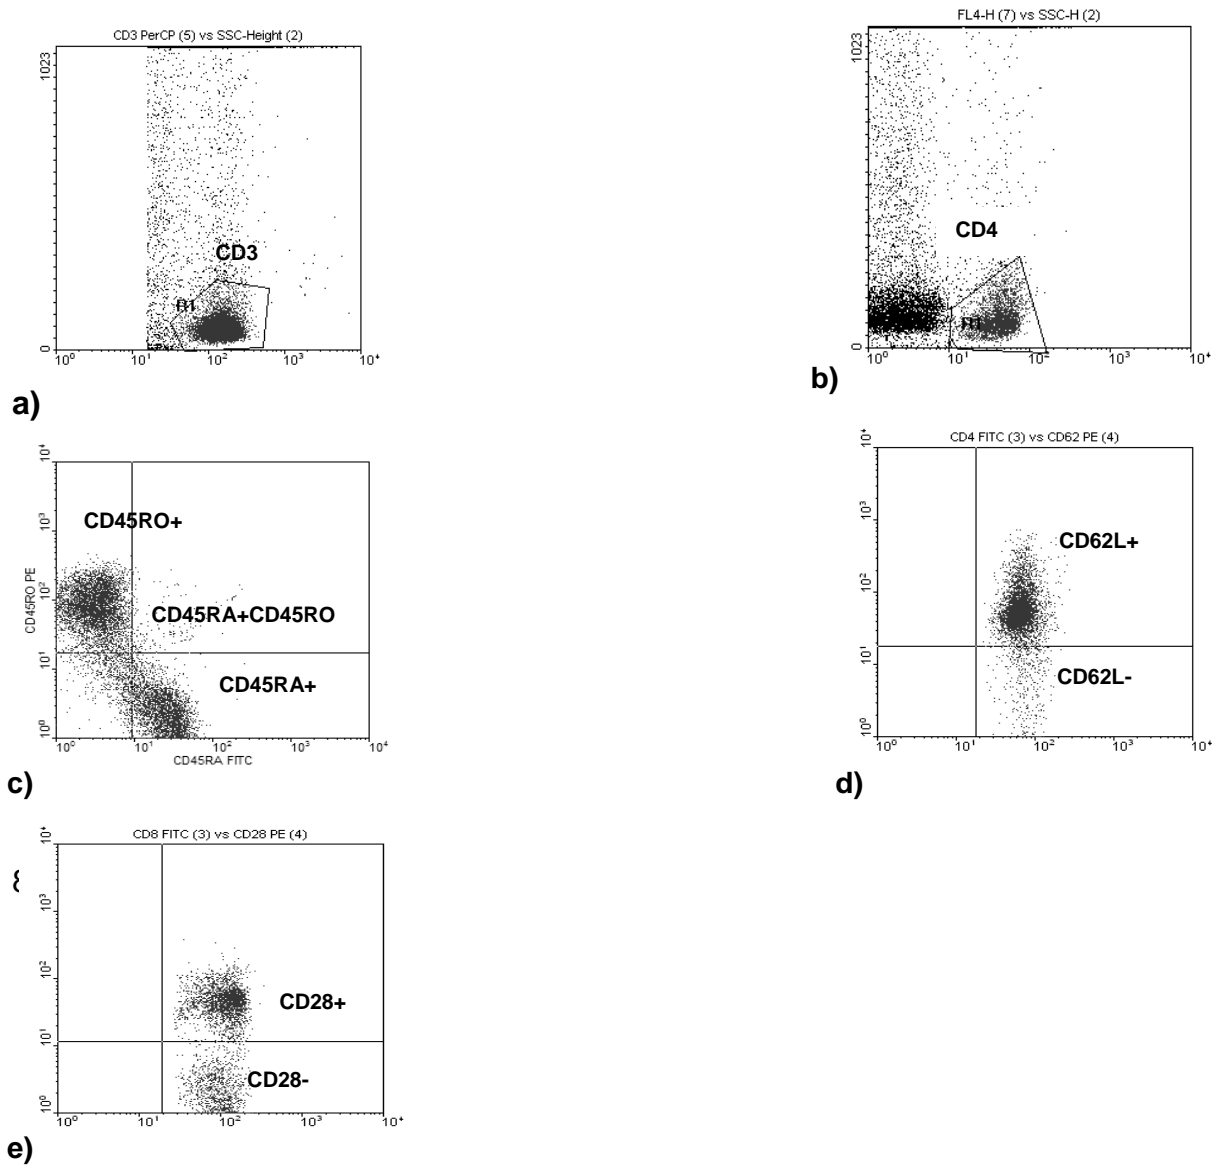 CD3 PerCP (5) vs SSC-Height (2)
1023
CD3
R1
0
10⁰ 10¹ 10² 10³ 10⁴
a)
FL4-H (7) vs SSC-H (2)
1023
CD4
R1
0
10⁰ 10¹ 10² 10³ 10⁴
b)
10⁴
10³
10²
10¹
10⁰
CD45RO PE
CD45RO+
CD45RA+CD45RO
CD45RA+
10⁰ 10¹ 10² 10³ 10⁴
CD45RA FITC
c)
CD4 FITC (3) vs CD62 PE (4)
10⁴
10³
10²
10¹
10⁰
CD62L+
CD62L-
10⁰ 10¹ 10² 10³ 10⁴
d)
CD8 FITC (3) vs CD28 PE (4)
10⁴
10³
10²
10¹
10⁰
CD28+
CD28-
10⁰ 10¹ 10² 10³ 10⁴
e)